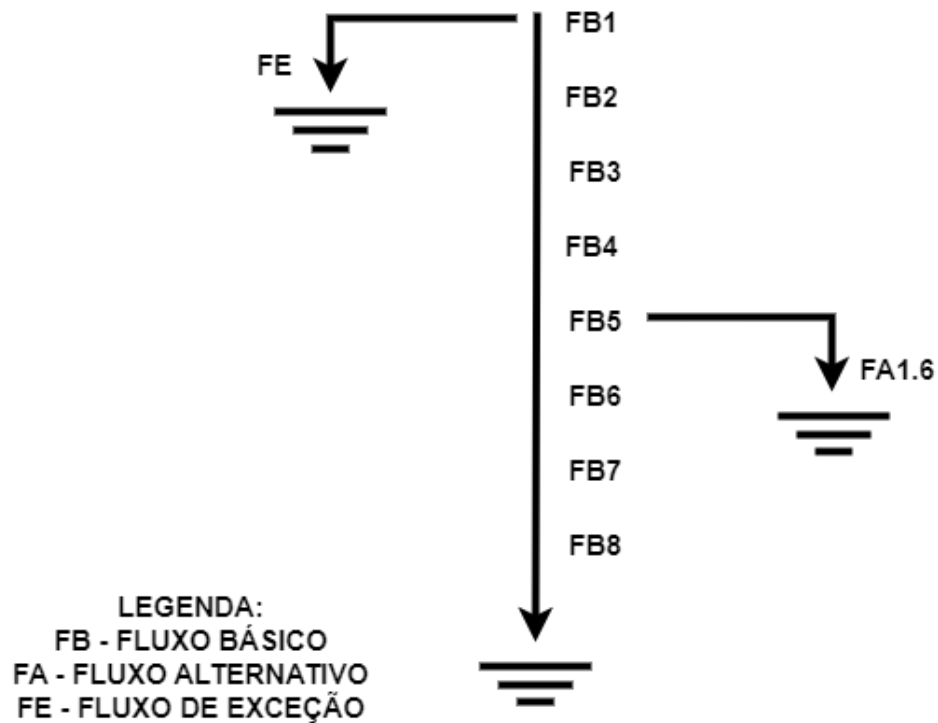 FB1
FE
FB2
FB3
FB4
FB5
FA1.6
FB6
FB7
FB8
LEGENDA:
FB - FLUXO BÁSICO
FA - FLUXO ALTERNATIVO
FE - FLUXO DE EXCEÇÃO